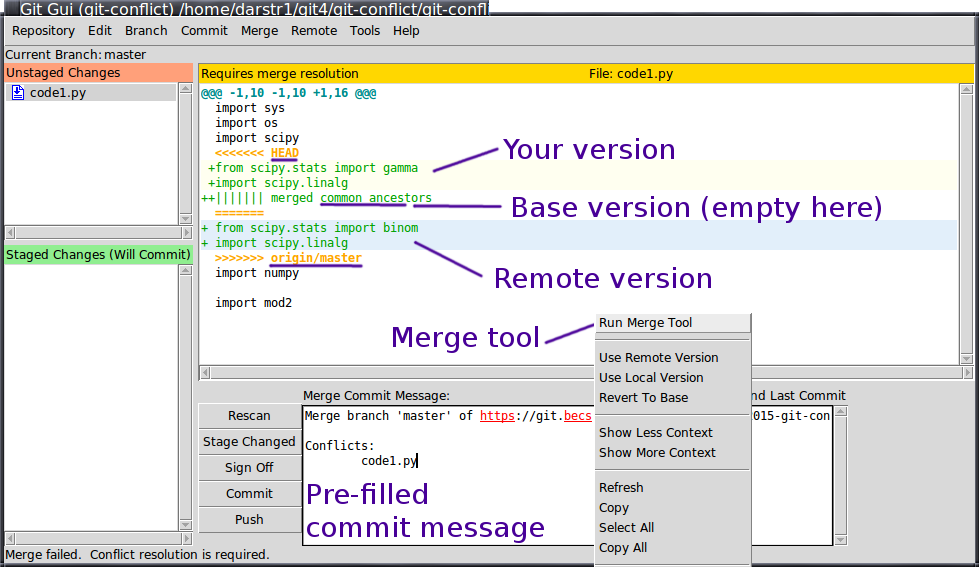 Git Gui (git-conflict) /home/darstr1/git4/git-conflict/git-confl
Repository Edit Branch Commit Merge Remote Tools Help
Current Branch: master
Unstaged Changes
code1.py
Staged Changes (Will Commit)
Requires merge resolution File: code1.py
@@@ -1,10 -1,10 +1,16 @@@
import sys
import os
import scipy
<<<<<<< HEAD
+from scipy.stats import gamma
+import scipy.linalg
++||||||| merged common ancestors
=======
+ from scipy.stats import binom
+ import scipy.linalg
>>>>>>> origin/master
import numpy
import mod2
Your version
Base version (empty here)
Remote version
Merge tool
Run Merge Tool
Use Remote Version
Use Local Version
Revert To Base
Show Less Context
Show More Context
Refresh
Copy
Select All
Copy All
Merge Commit Message: nd Last Commit
Rescan
Stage Changed
Sign Off
Commit
Push
Merge branch 'master' of https://git.becs 015-git-con
Conflicts:
code1.py
Pre-filled
commit message
Merge failed. Conflict resolution is required.